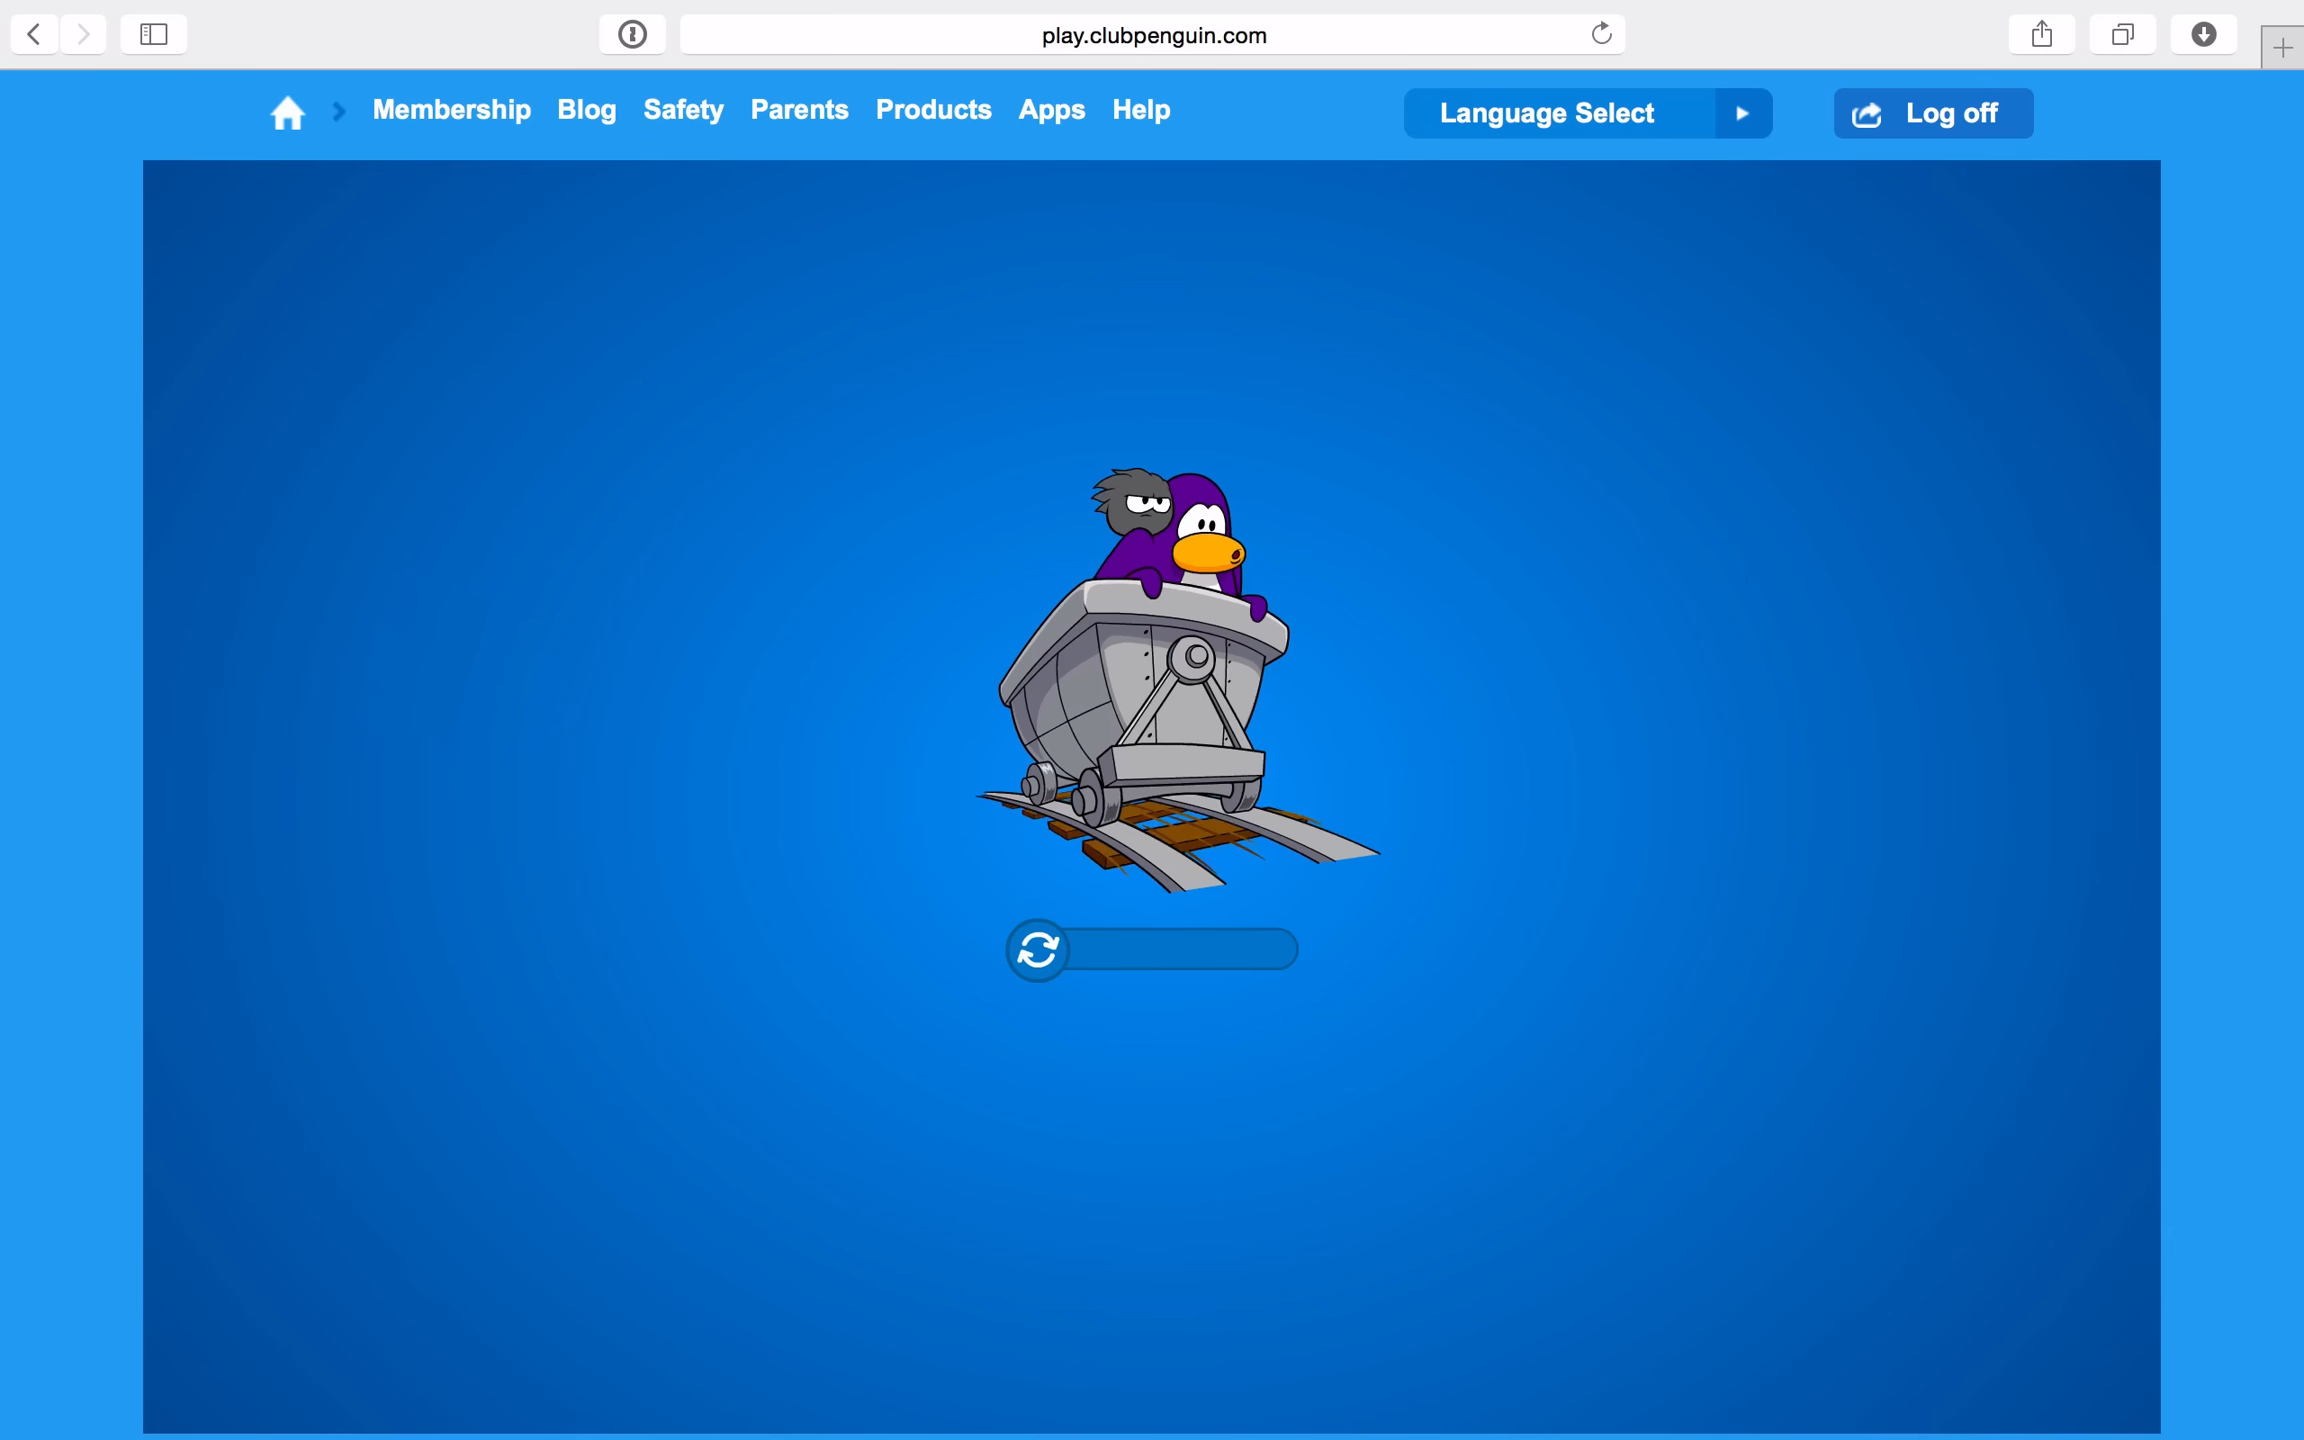 play.clubpenguin.com
Membership Blog Safety Parents Products Apps Help
Language Select
Log off